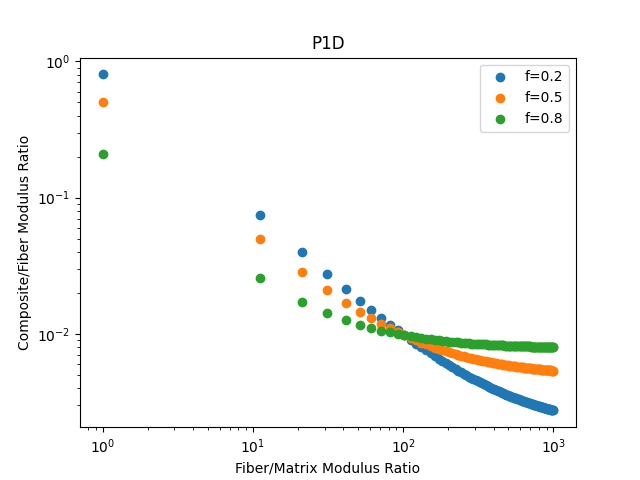 P1D
f=0.2
f=0.5
f=0.8
Composite/Fiber Modulus Ratio
10⁰
10⁻¹
10⁻²
10⁰
10¹
10²
10³
Fiber/Matrix Modulus Ratio